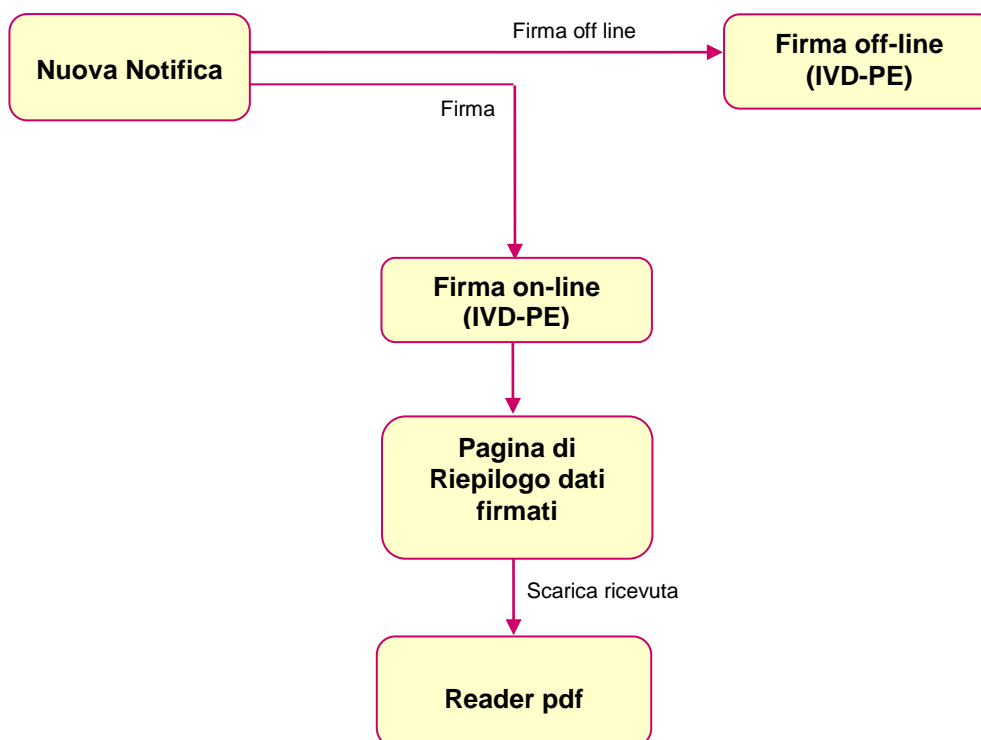 Nuova Notifica
Firma off line
Firma off-line
(IVD-PE)
Firma
Firma on-line
(IVD-PE)
Pagina di
Riepilogo dati
firmati
Scarica ricevuta
Reader pdf